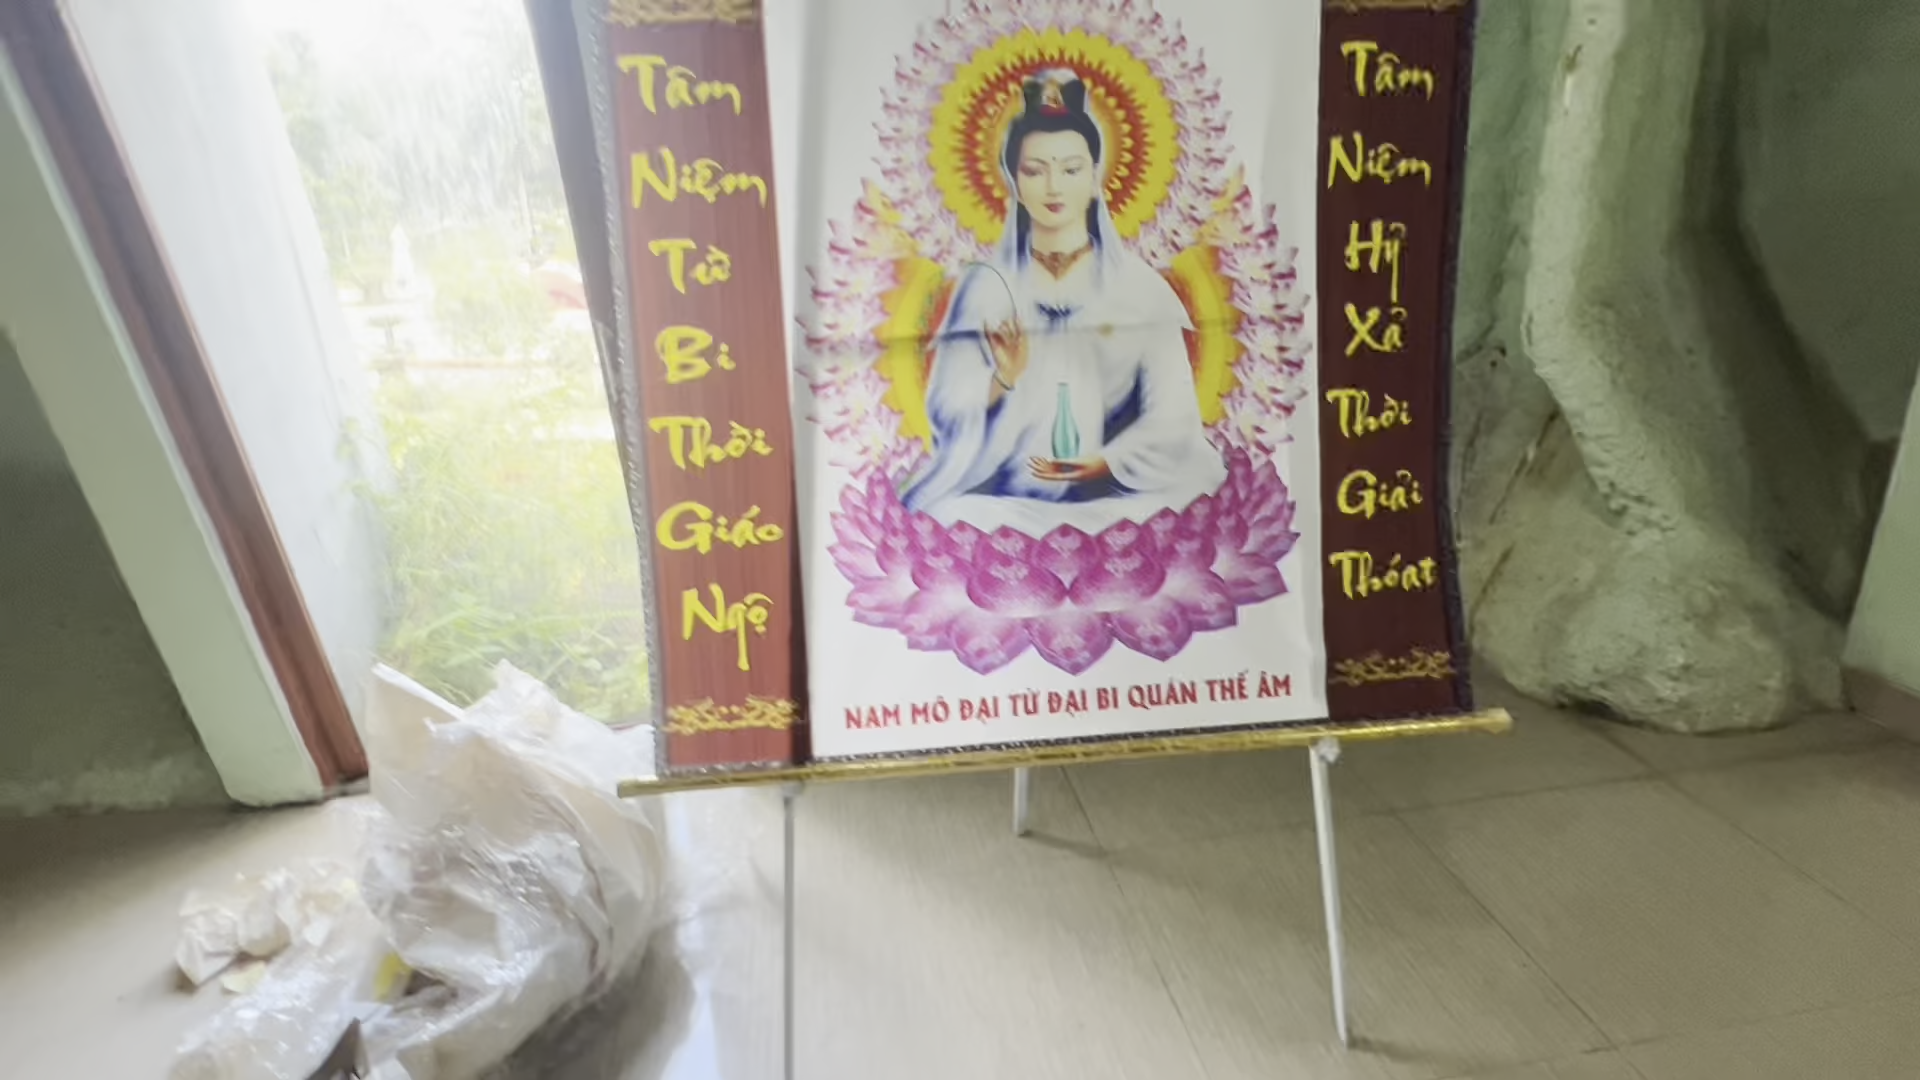 Tâm
Niệm
Từ
Bi
Thời
Giác
Ngộ
NAM MÔ ĐẠI TỪ ĐẠI BI QUÁN THẾ ÂM
Tâm
Niệm
Hỷ
Xả
Thời
Giải
Thóat